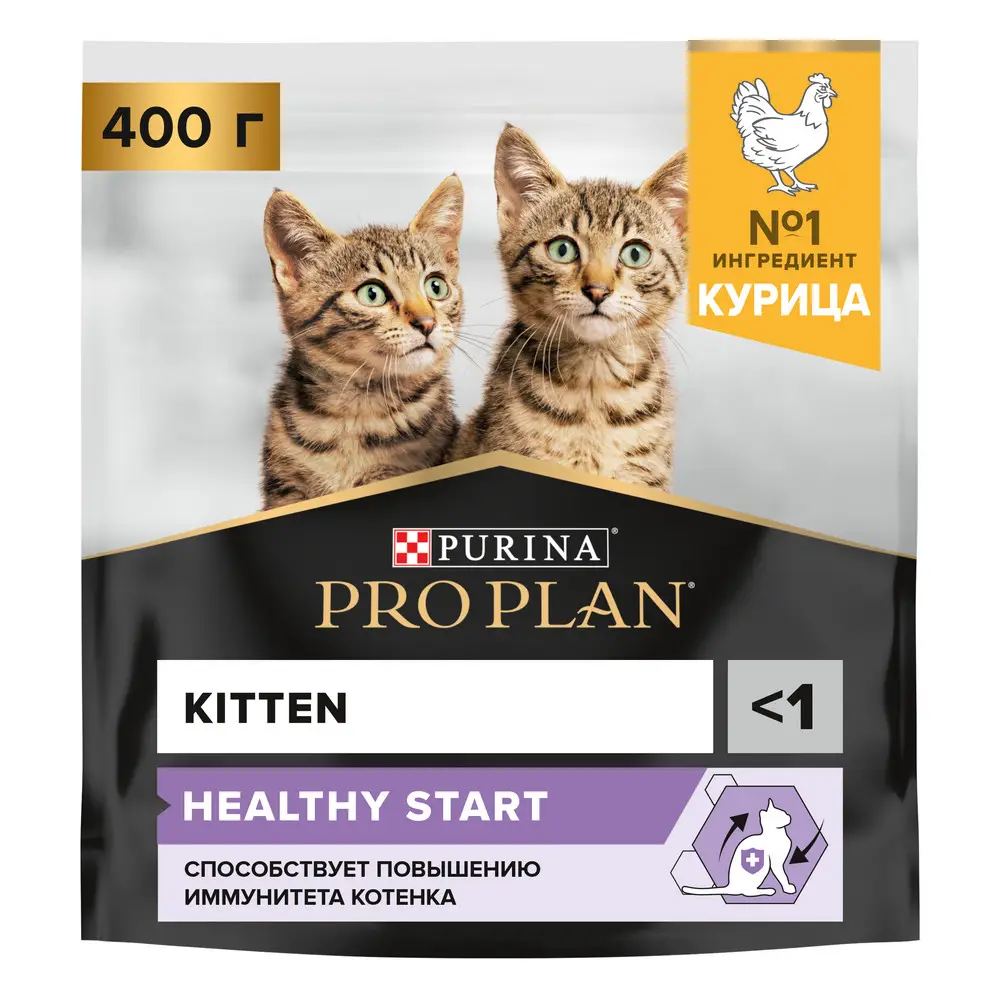 400 г
№1
ИНГРЕДИЕНТ
КУРИЦА
PURINA®
PRO PLAN®
KITTEN
<1
HEALTHY START
СПОСОБСТВУЕТ ПОВЫШЕНИЮ
ИММУНИТЕТА КОТЕНКА